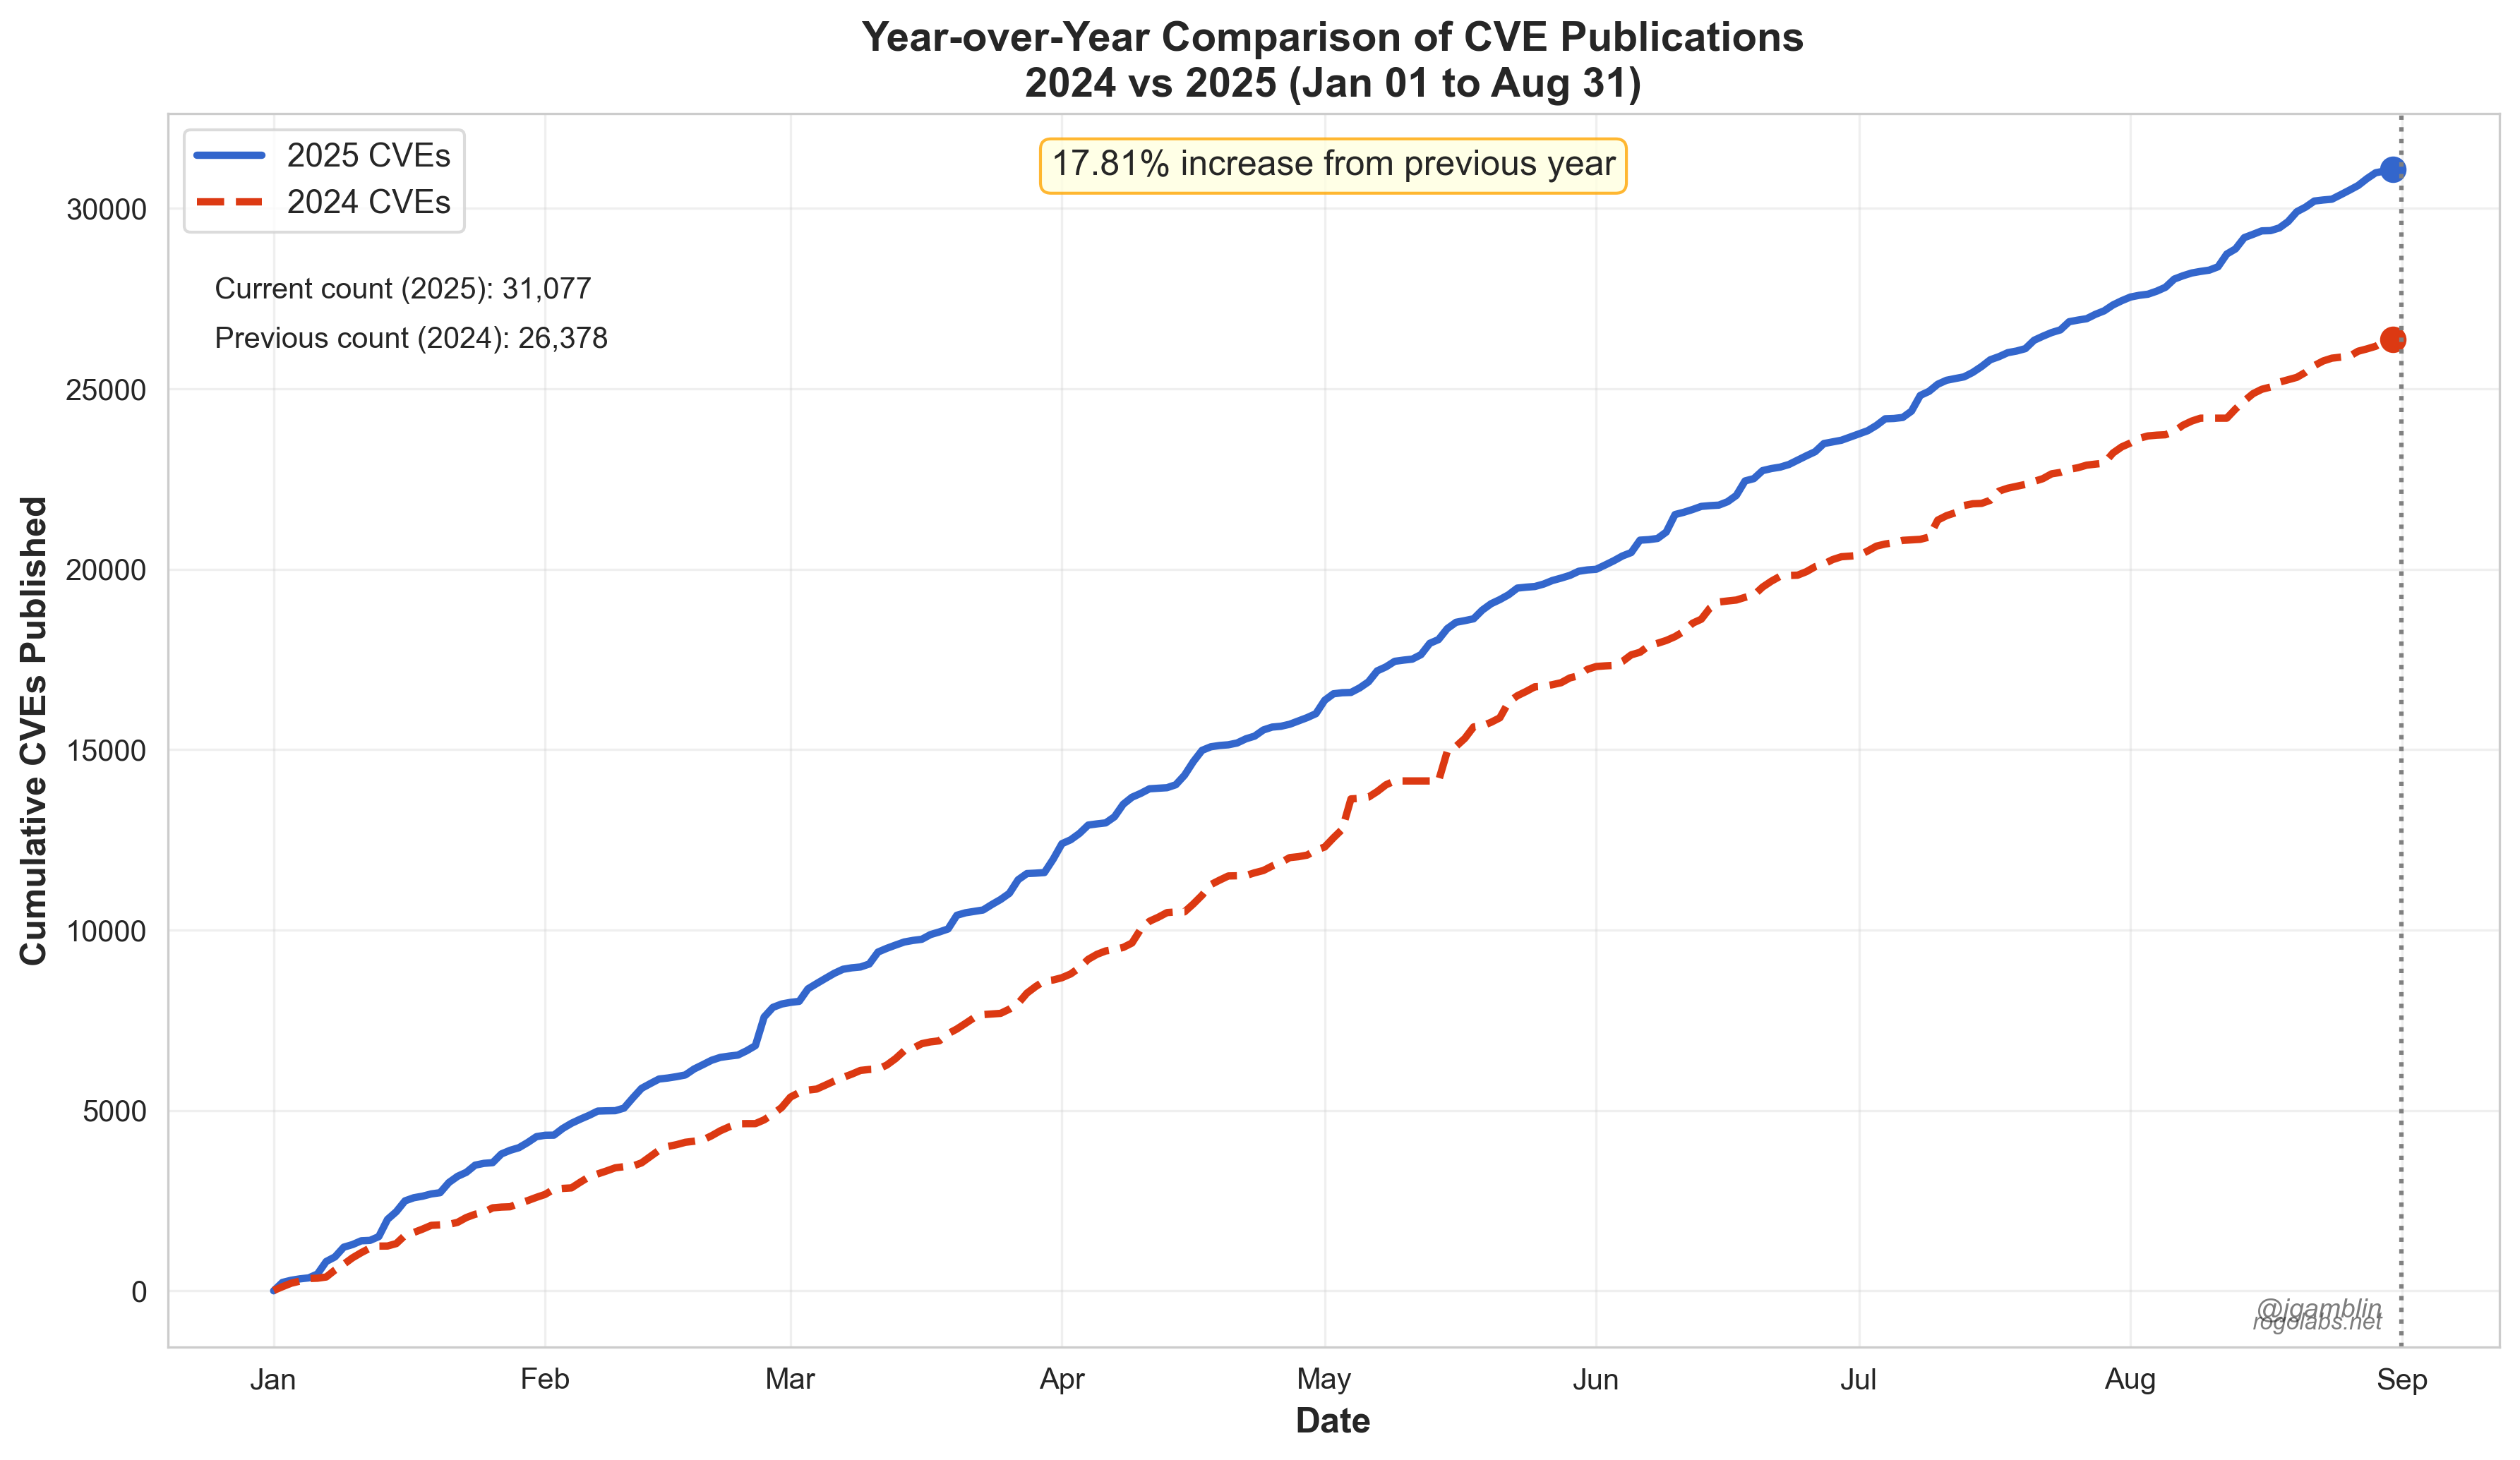 Year-over-Year Comparison of CVE Publications
2024 vs 2025 (Jan 01 to Aug 31)
2025 CVEs
2024 CVEs
17.81% increase from previous year
Current count (2025): 31,077
Previous count (2024): 26,378
Cumulative CVEs Published
30000
25000
20000
15000
10000
5000
0
@jgamblin
rogolabs.net
Jan Feb Mar Apr May Jun Jul Aug Sep
Date